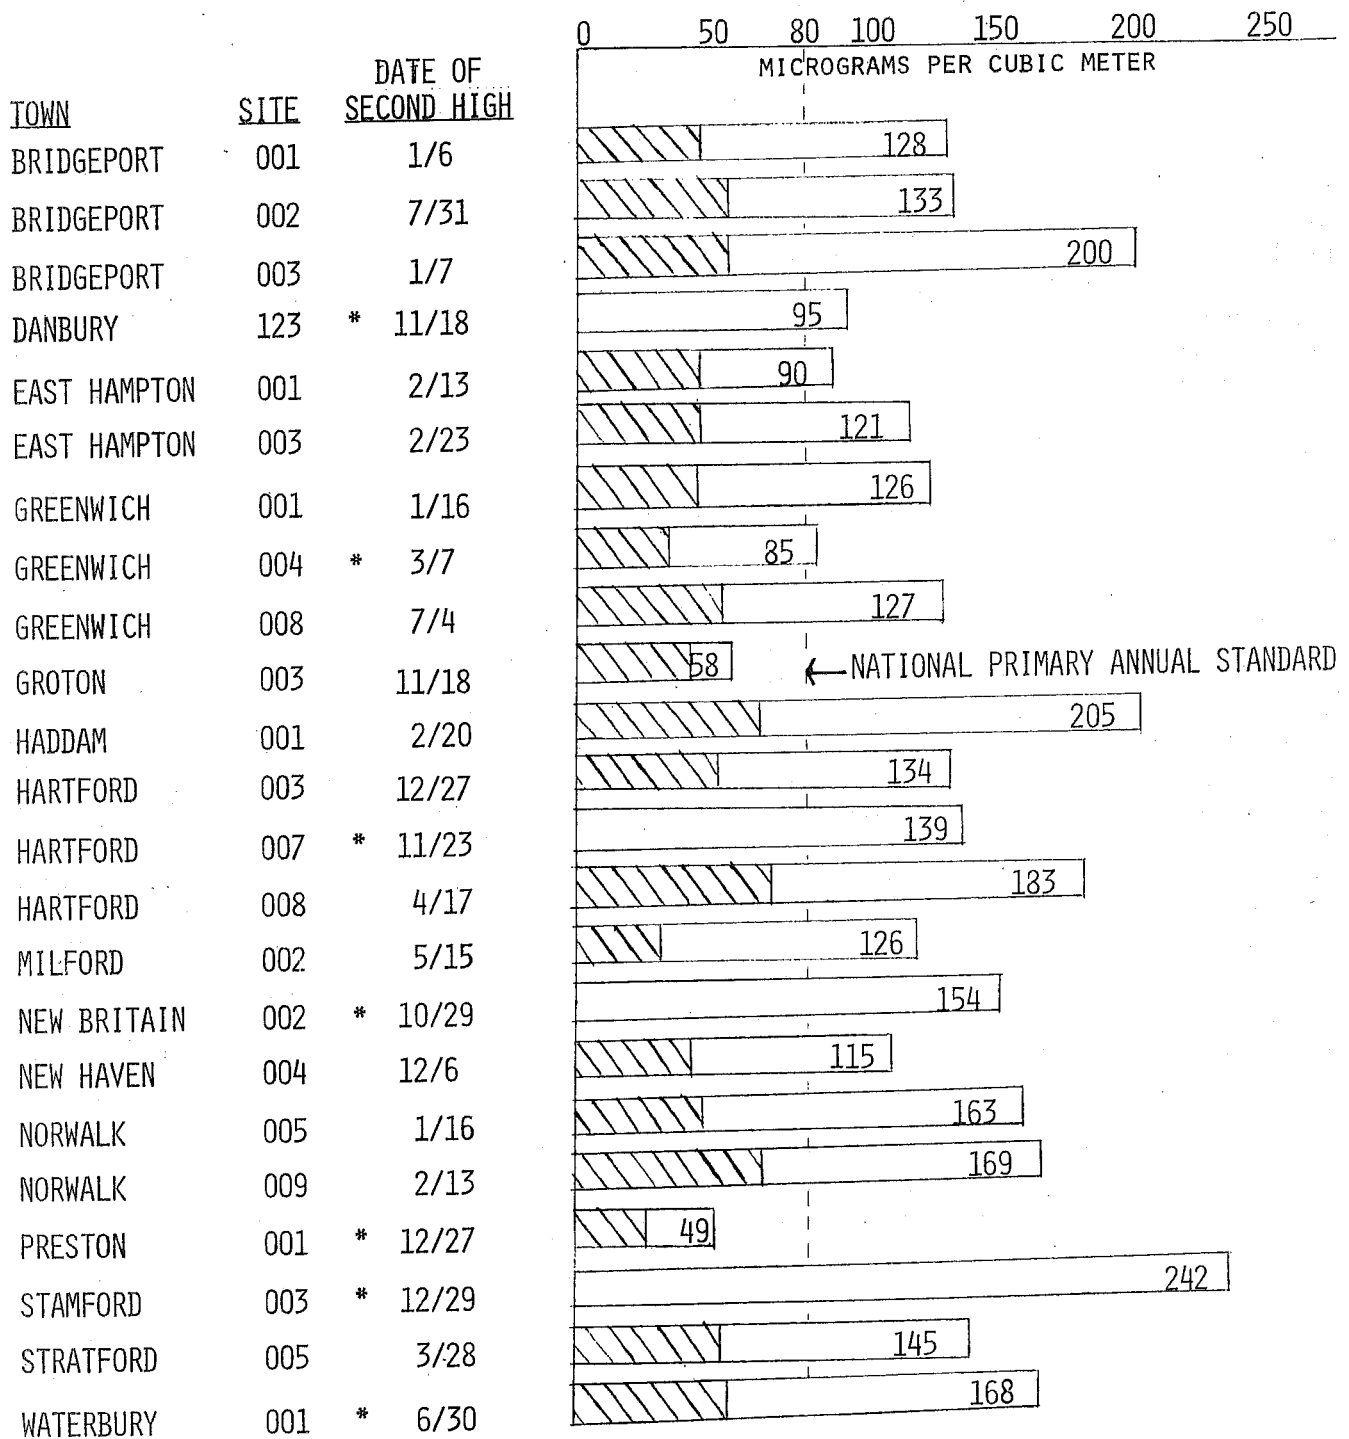 0 50 80 100 150 200 250
MICROGRAMS PER CUBIC METER
DATE OF
TOWN SITE SECOND HIGH
BRIDGEPORT 001 1/6 128
BRIDGEPORT 002 7/31 133
BRIDGEPORT 003 1/7 200
DANBURY 123 * 11/18 95
EAST HAMPTON 001 2/13 90
EAST HAMPTON 003 2/23 121
GREENWICH 001 1/16 126
GREENWICH 004 * 3/7 85
GREENWICH 008 7/4 127
GROTON 003 11/18 58 ← NATIONAL PRIMARY ANNUAL STANDARD
HADDAM 001 2/20 205
HARTFORD 003 12/27 134
HARTFORD 007 * 11/23 139
HARTFORD 008 4/17 183
MILFORD 002 5/15 126
NEW BRITAIN 002 * 10/29 154
NEW HAVEN 004 12/6 115
NORWALK 005 1/16 163
NORWALK 009 2/13 169
PRESTON 001 * 12/27 49
STAMFORD 003 * 12/29 242
STRATFORD 005 3/28 145
WATERBURY 001 * 6/30 168